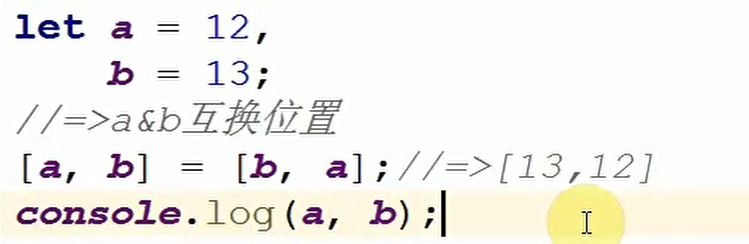 let a = 12,
    b = 13;
//=>a&b互换位置
[a, b] = [b, a];//=>[13,12]
console.log(a, b);